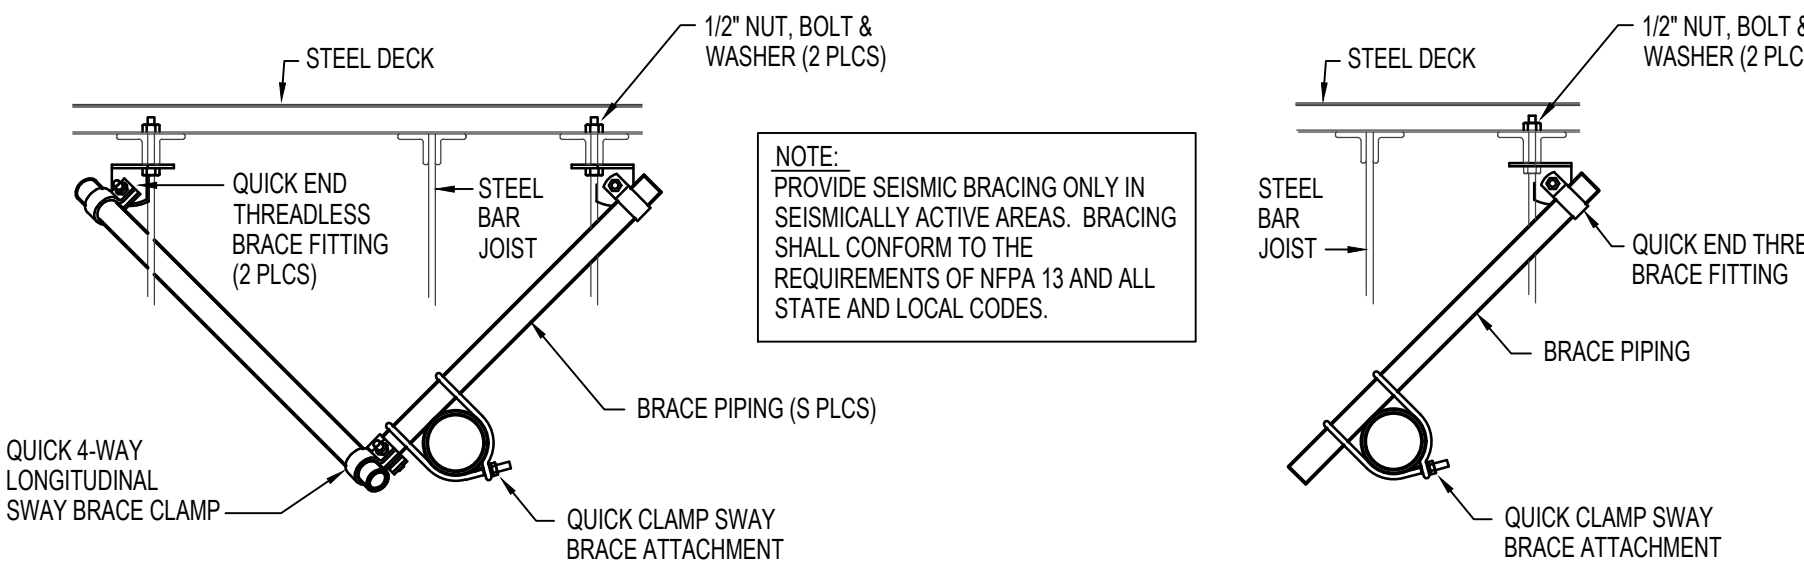 1/2" NUT, BOLT &
WASHER (2 PLCS)
STEEL DECK
QUICK END
THREADLESS
BRACE FITTING
(2 PLCS)
STEEL
BAR
JOIST
BRACE PIPING (S PLCS)
QUICK 4-WAY
LONGITUDINAL
SWAY BRACE CLAMP
QUICK CLAMP SWAY
BRACE ATTACHMENT
NOTE:
PROVIDE SEISMIC BRACING ONLY IN
SEISMICALLY ACTIVE AREAS. BRACING
SHALL CONFORM TO THE
REQUIREMENTS OF NFPA 13 AND ALL
STATE AND LOCAL CODES.
1/2" NUT, BOLT &
WASHER (2 PLC
STEEL DECK
STEEL
BAR
JOIST
QUICK END THRE
BRACE FITTING
BRACE PIPING
QUICK CLAMP SWAY
BRACE ATTACHMENT